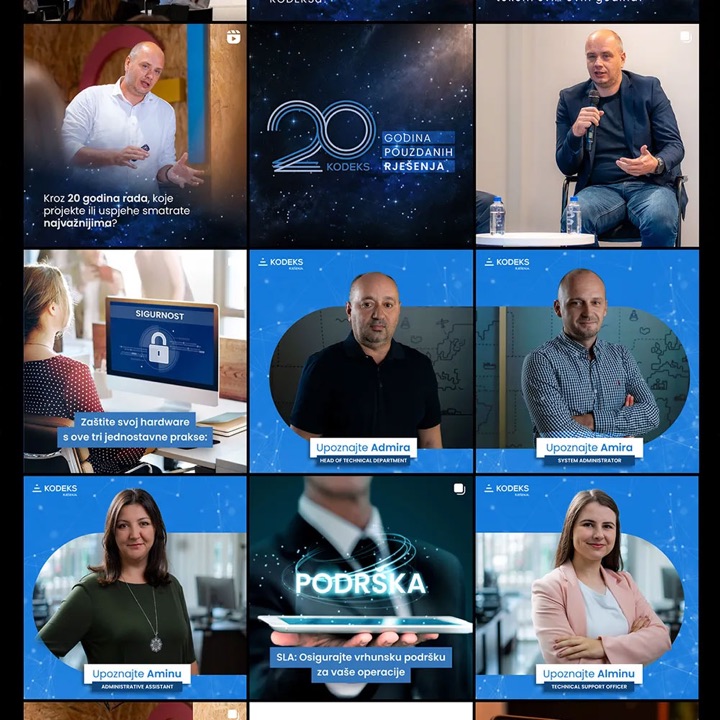 KODEKSu
Kroz 20 godina rada, koje
projekte ili uspjehe smatrate
najvažnijima?
20
KODEKS
GODINA
POUZDANIH
RJEŠENJA
SIGURNOST
Zaštite svoj hardware
s ove tri jednostavne prakse:
KODEKS
Upoznajte Admira
HEAD OF TECHNICAL DEPARTMENT
KODEKS
Upoznajte Amira
SYSTEM ADMINISTRATOR
KODEKS
Upoznajte Aminu
ADMINISTRATIVE ASSISTANT
PODRŠKA
SLA: Osigurajte vrhunsku podršku
za vaše operacije
KODEKS
Upoznajte Alminu
TECHNICAL SUPPORT OFFICER